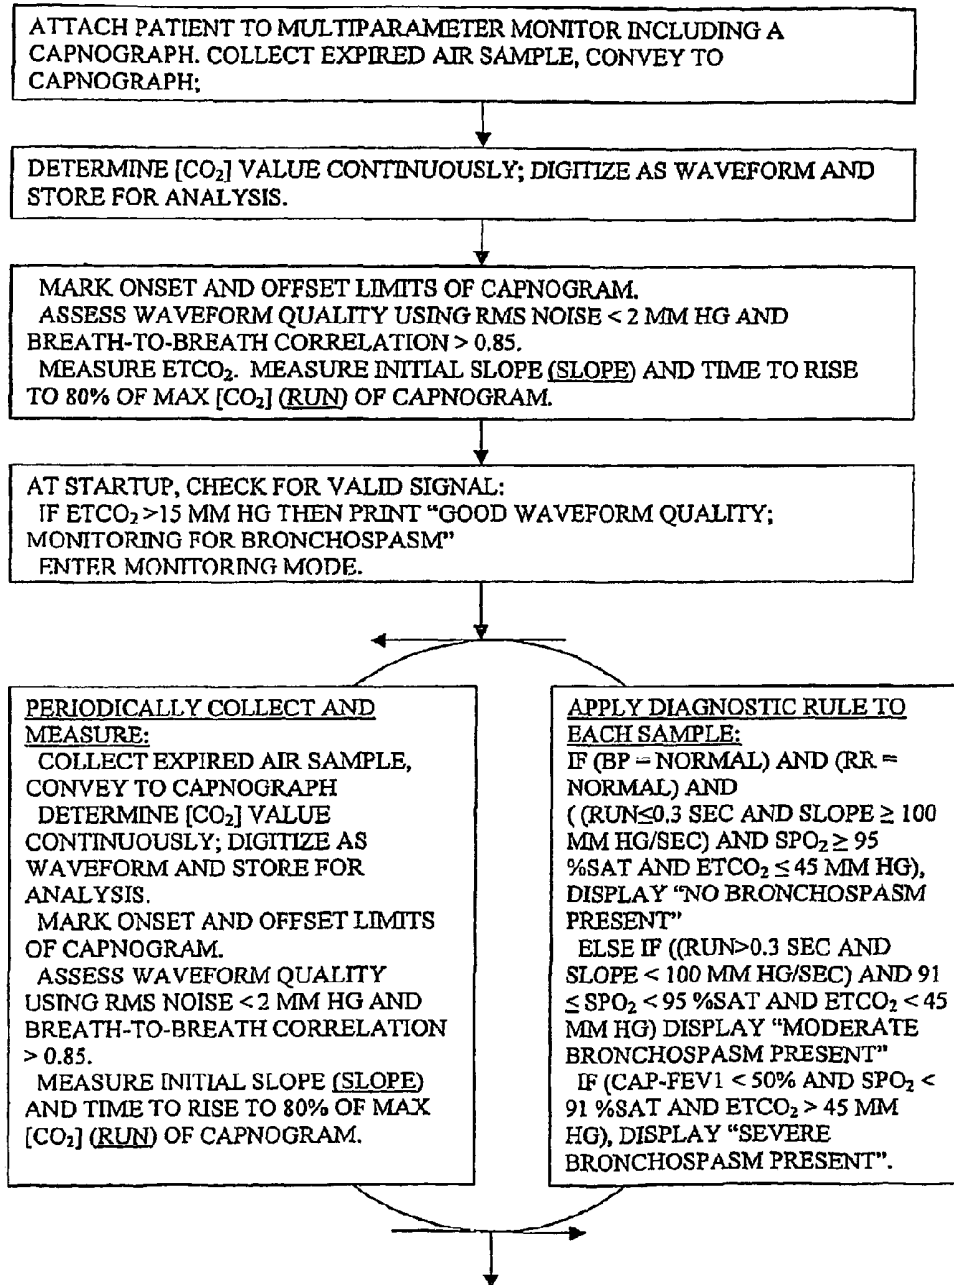 ATTACH PATIENT TO MULTIPARAMETER MONITOR INCLUDING A
CAPNOGRAPH. COLLECT EXPIRED AIR SAMPLE, CONVEY TO
CAPNOGRAPH;
DETERMINE [CO₂] VALUE CONTINUOUSLY; DIGITIZE AS WAVEFORM AND
STORE FOR ANALYSIS.
MARK ONSET AND OFFSET LIMITS OF CAPNOGRAM.
ASSESS WAVEFORM QUALITY USING RMS NOISE < 2 MM HG AND
BREATH-TO-BREATH CORRELATION > 0.85.
MEASURE ETCO₂. MEASURE INITIAL SLOPE (SLOPE) AND TIME TO RISE
TO 80% OF MAX [CO₂] (RUN) OF CAPNOGRAM.
AT STARTUP, CHECK FOR VALID SIGNAL:
IF ETCO₂ >15 MM HG THEN PRINT “GOOD WAVEFORM QUALITY;
MONITORING FOR BRONCHOSPASM”
ENTER MONITORING MODE.
PERIODICALLY COLLECT AND
MEASURE:
COLLECT EXPIRED AIR SAMPLE,
CONVEY TO CAPNOGRAPH
DETERMINE [CO₂] VALUE
CONTINUOUSLY; DIGITIZE AS
WAVEFORM AND STORE FOR
ANALYSIS.
MARK ONSET AND OFFSET LIMITS
OF CAPNOGRAM.
ASSESS WAVEFORM QUALITY
USING RMS NOISE < 2 MM HG AND
BREATH-TO-BREATH CORRELATION
> 0.85.
MEASURE INITIAL SLOPE (SLOPE)
AND TIME TO RISE TO 80% OF MAX
[CO₂] (RUN) OF CAPNOGRAM.
APPLY DIAGNOSTIC RULE TO
EACH SAMPLE:
IF (BP = NORMAL) AND (RR =
NORMAL) AND
( (RUN≤0.3 SEC AND SLOPE ≥ 100
MM HG/SEC) AND SPO₂ ≥ 95
%SAT AND ETCO₂ ≤ 45 MM HG),
DISPLAY “NO BRONCHOSPASM
PRESENT”
ELSE IF ((RUN>0.3 SEC AND
SLOPE < 100 MM HG/SEC) AND 91
≤ SPO₂ < 95 %SAT AND ETCO₂ < 45
MM HG) DISPLAY “MODERATE
BRONCHOSPASM PRESENT”
IF (CAP-FEV1 < 50% AND SPO₂ <
91 %SAT AND ETCO₂ > 45 MM
HG), DISPLAY “SEVERE
BRONCHOSPASM PRESENT”.